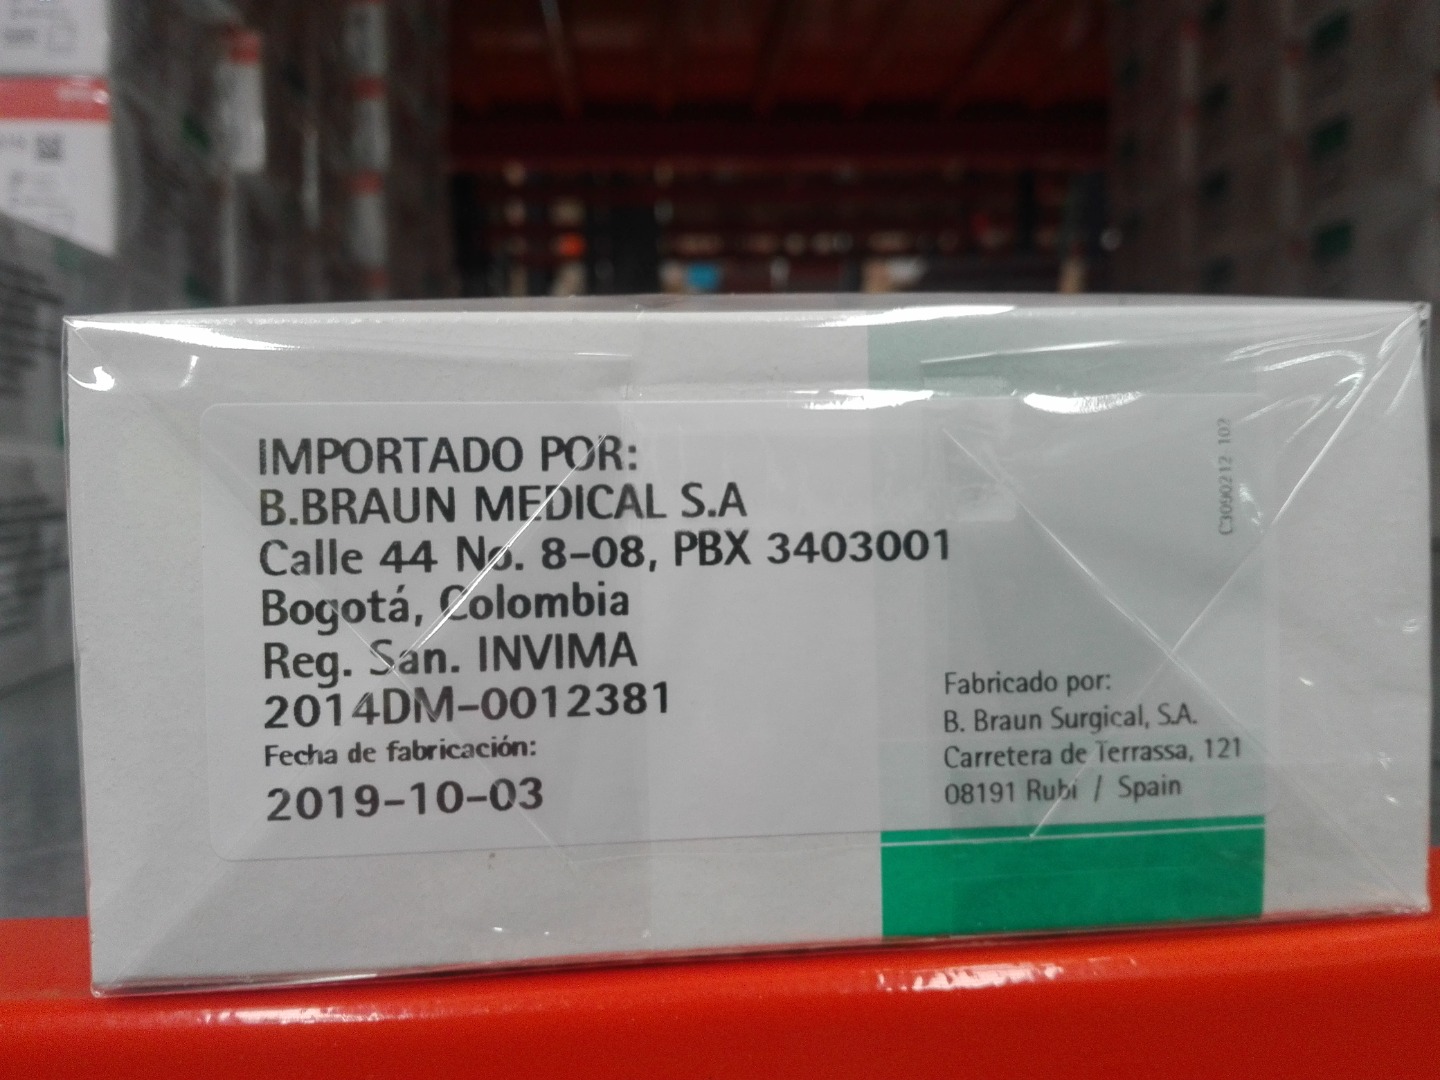 IMPORTADO POR:
B.BRAUN MEDICAL S.A
Calle 44 No. 8-08, PBX 3403001
Bogotá, Colombia
Reg. San. INVIMA
2014DM-0012381
Fecha de fabricación:
2019-10-03
Fabricado por:
B. Braun Surgical, S.A.
Carretera de Terrassa, 121
08191 Rubi / Spain